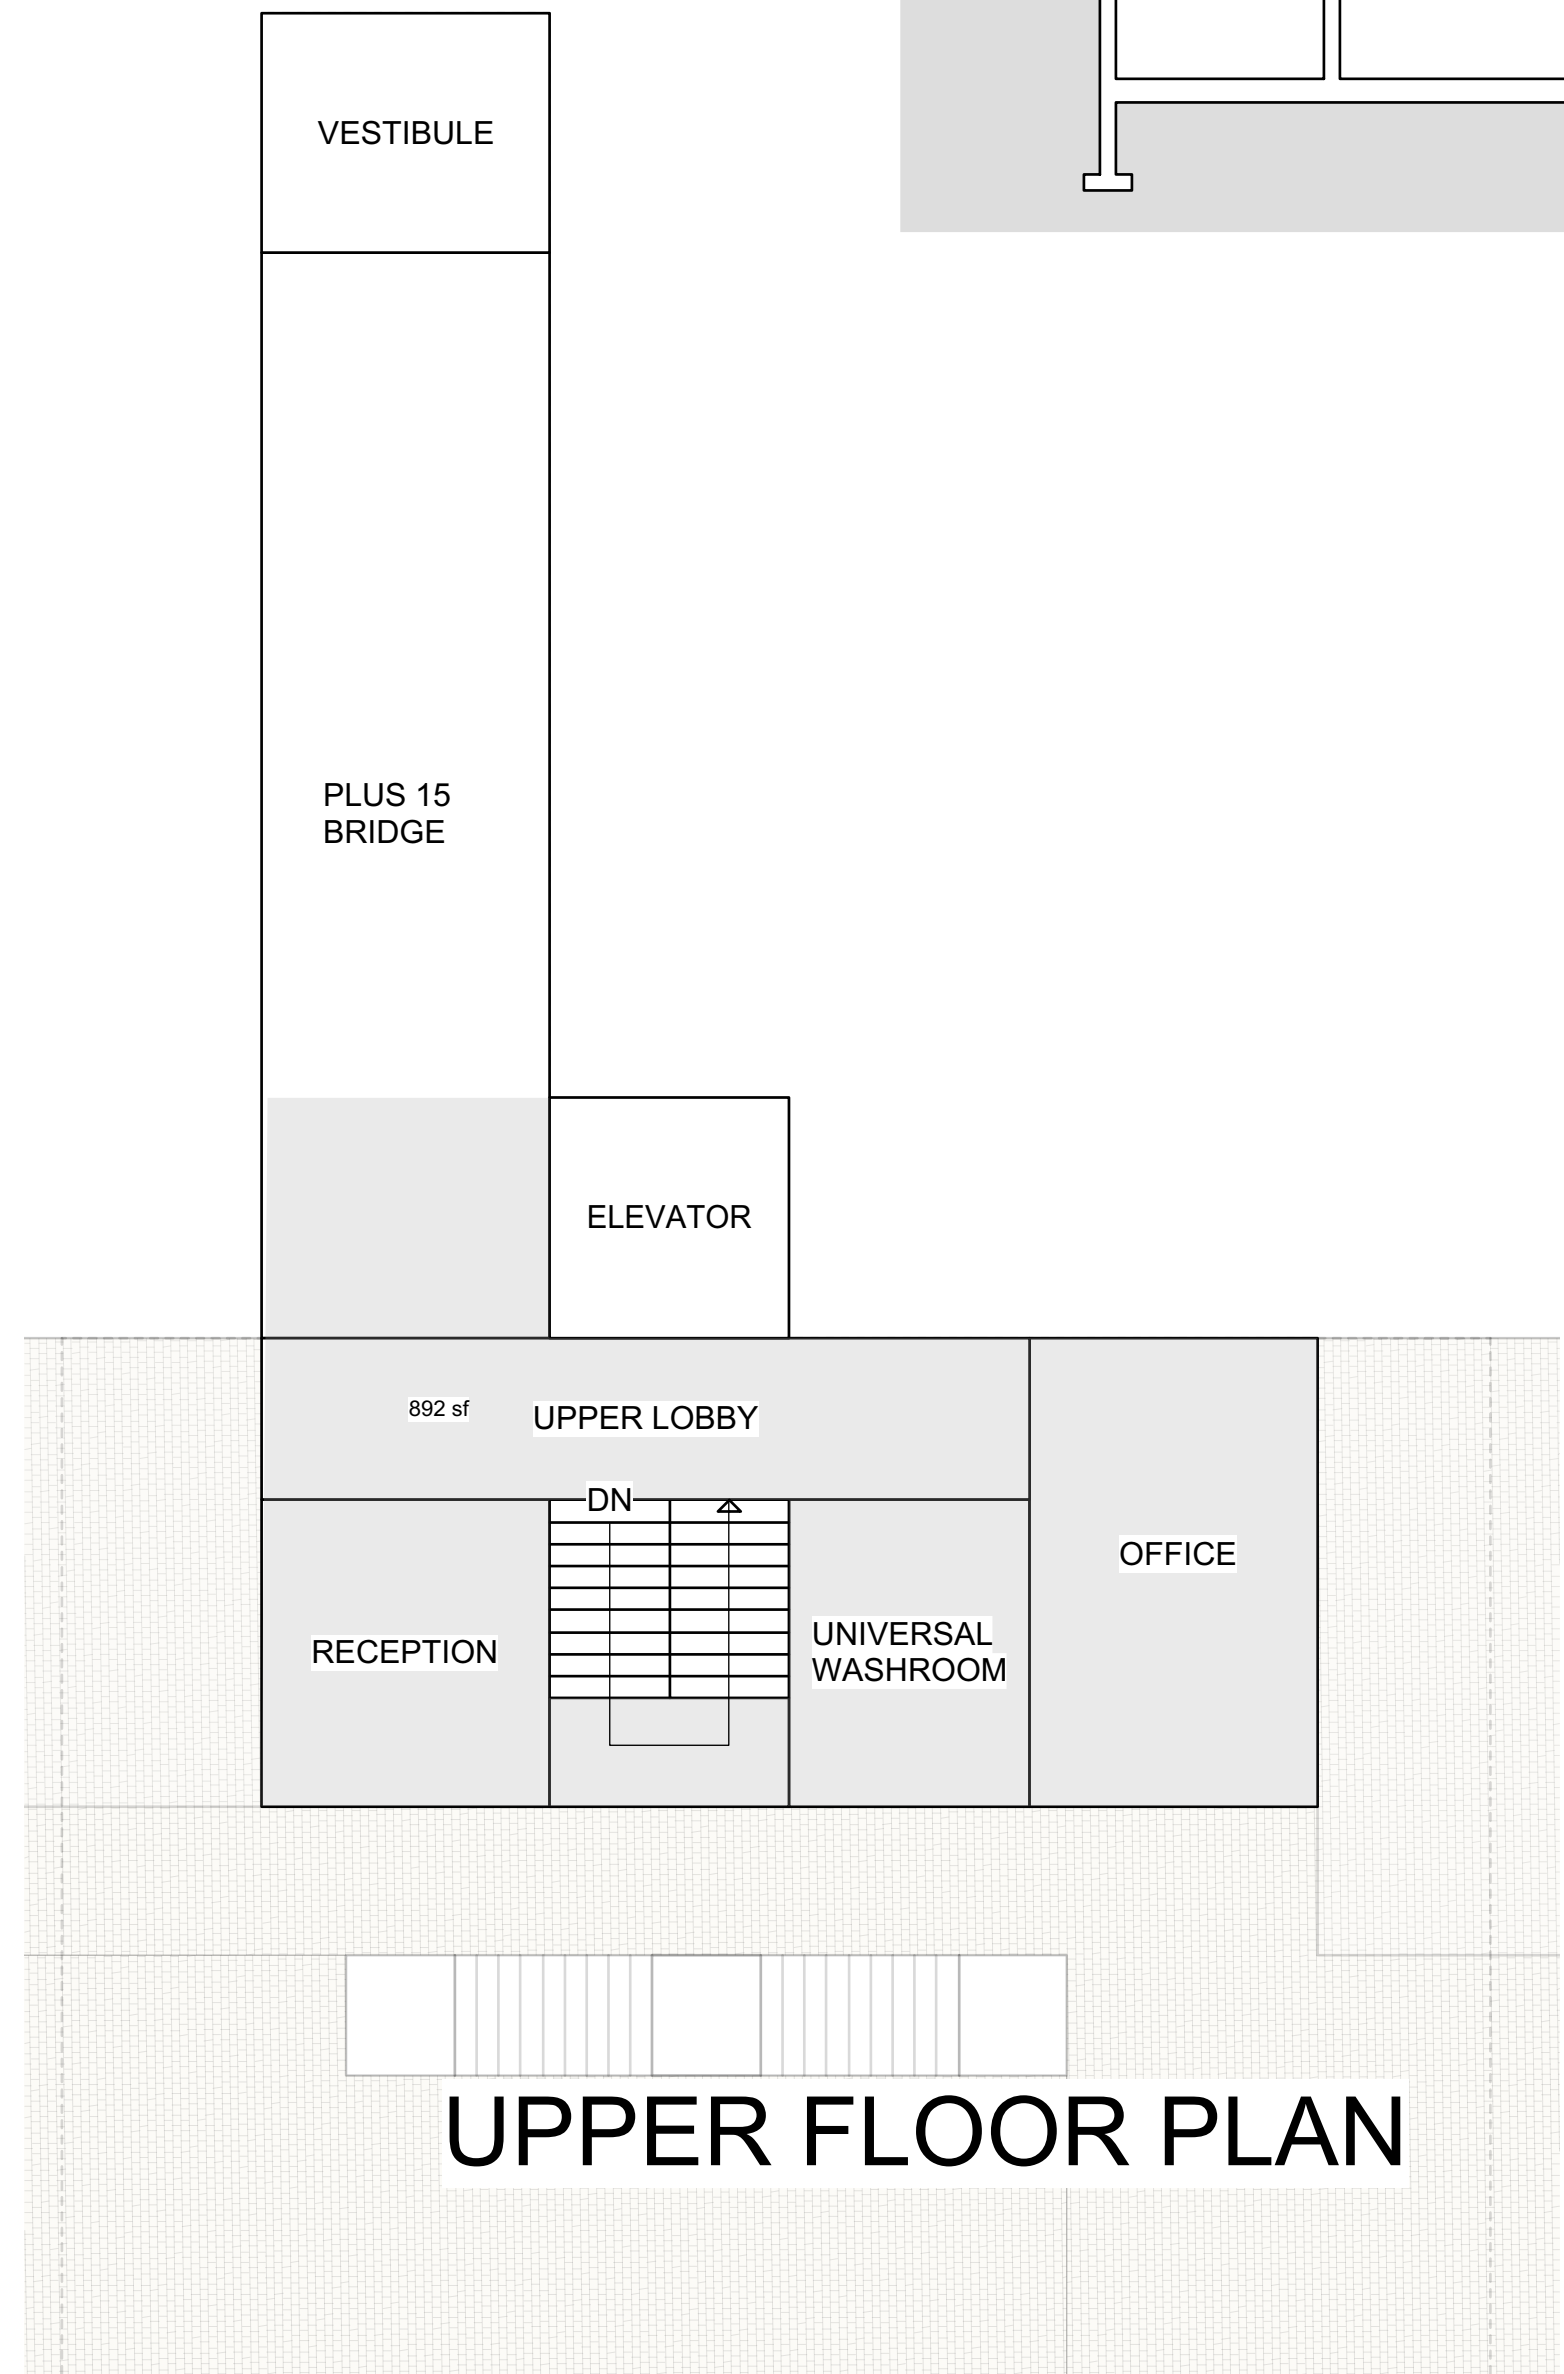 VESTIBULE
PLUS 15
BRIDGE
ELEVATOR
892 sf
UPPER LOBBY
DN
OFFICE
RECEPTION
UNIVERSAL
WASHROOM
UPPER FLOOR PLAN